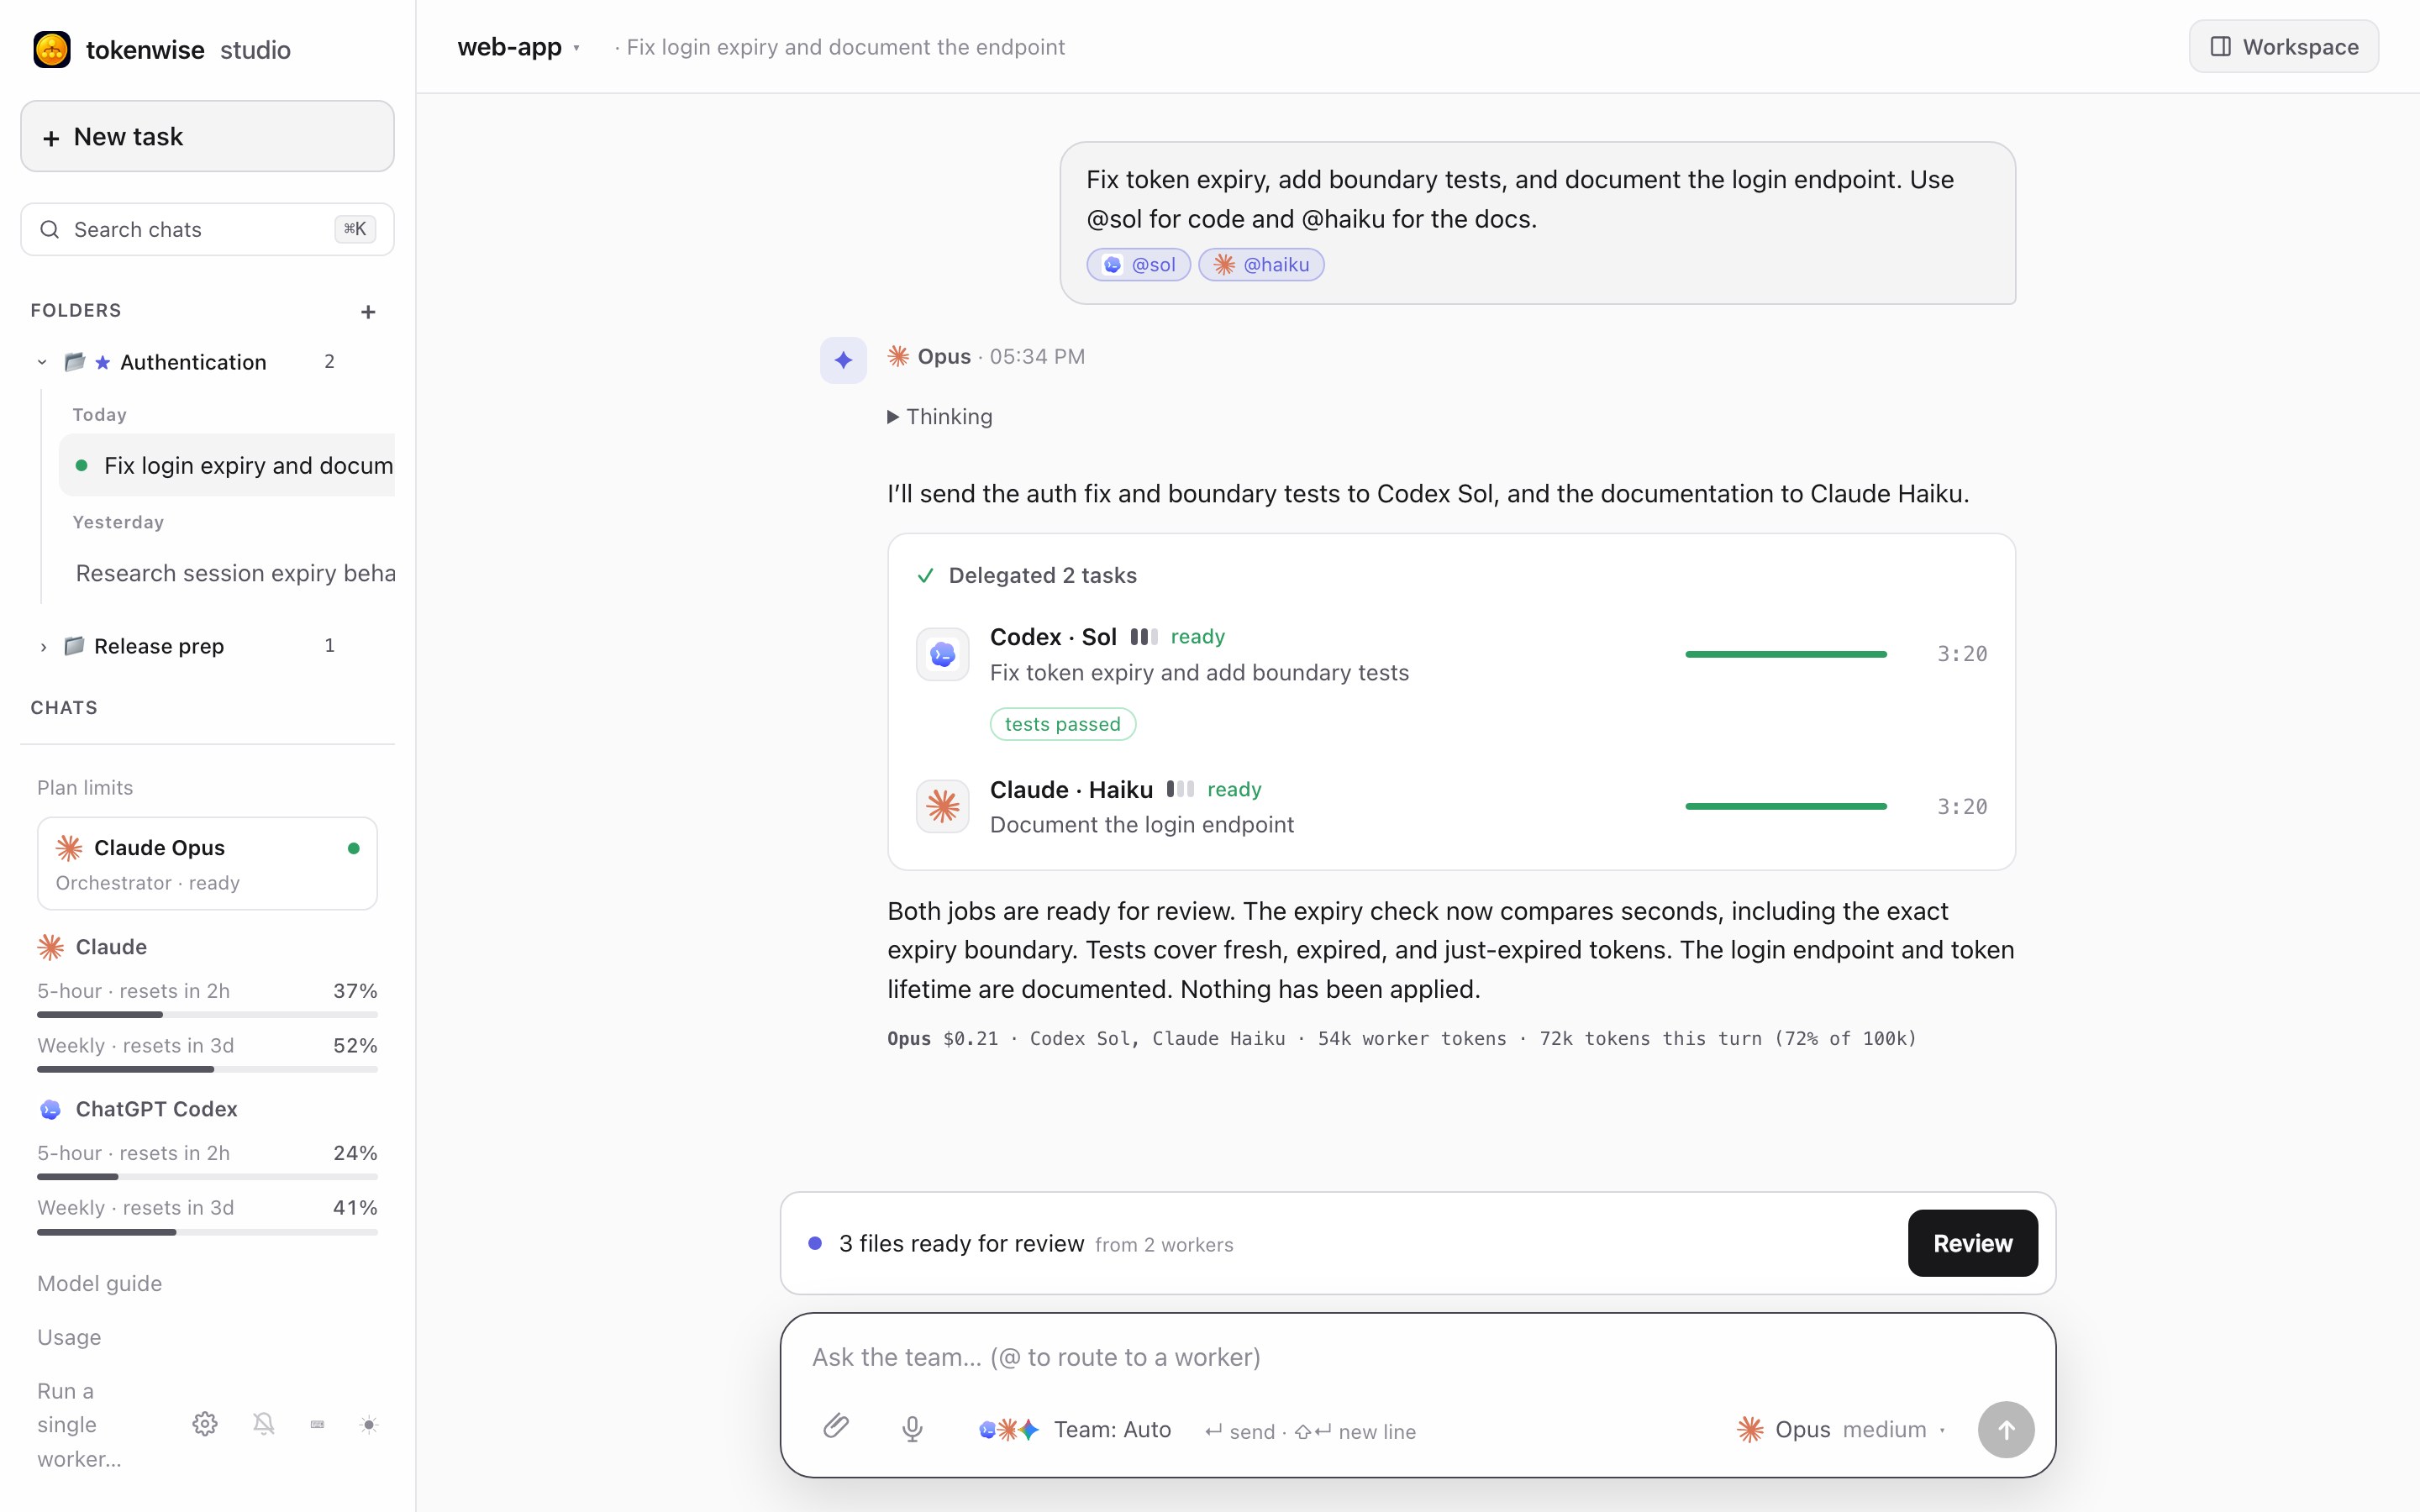 tokenwise studio
+ New task
Search chats ⌘K
FOLDERS +
Authentication 2
Today
Fix login expiry and docum
Yesterday
Research session expiry beha
Release prep 1
CHATS
Plan limits
Claude Opus
Orchestrator · ready
Claude
5-hour · resets in 2h 37%
Weekly · resets in 3d 52%
ChatGPT Codex
5-hour · resets in 2h 24%
Weekly · resets in 3d 41%
Model guide
Usage
Run a
single
worker...
web-app · Fix login expiry and document the endpoint
Workspace
Fix token expiry, add boundary tests, and document the login endpoint. Use
@sol for code and @haiku for the docs.
@sol @haiku
Opus · 05:34 PM
Thinking
I’ll send the auth fix and boundary tests to Codex Sol, and the documentation to Claude Haiku.
✓ Delegated 2 tasks
Codex · Sol ready
Fix token expiry and add boundary tests
3:20
tests passed
Claude · Haiku ready
Document the login endpoint
3:20
Both jobs are ready for review. The expiry check now compares seconds, including the exact
expiry boundary. Tests cover fresh, expired, and just-expired tokens. The login endpoint and token
lifetime are documented. Nothing has been applied.
Opus $0.21 · Codex Sol, Claude Haiku · 54k worker tokens · 72k tokens this turn (72% of 100k)
3 files ready for review from 2 workers
Review
Ask the team... (@ to route to a worker)
Team: Auto ↵ send · ⇧↵ new line
Opus medium